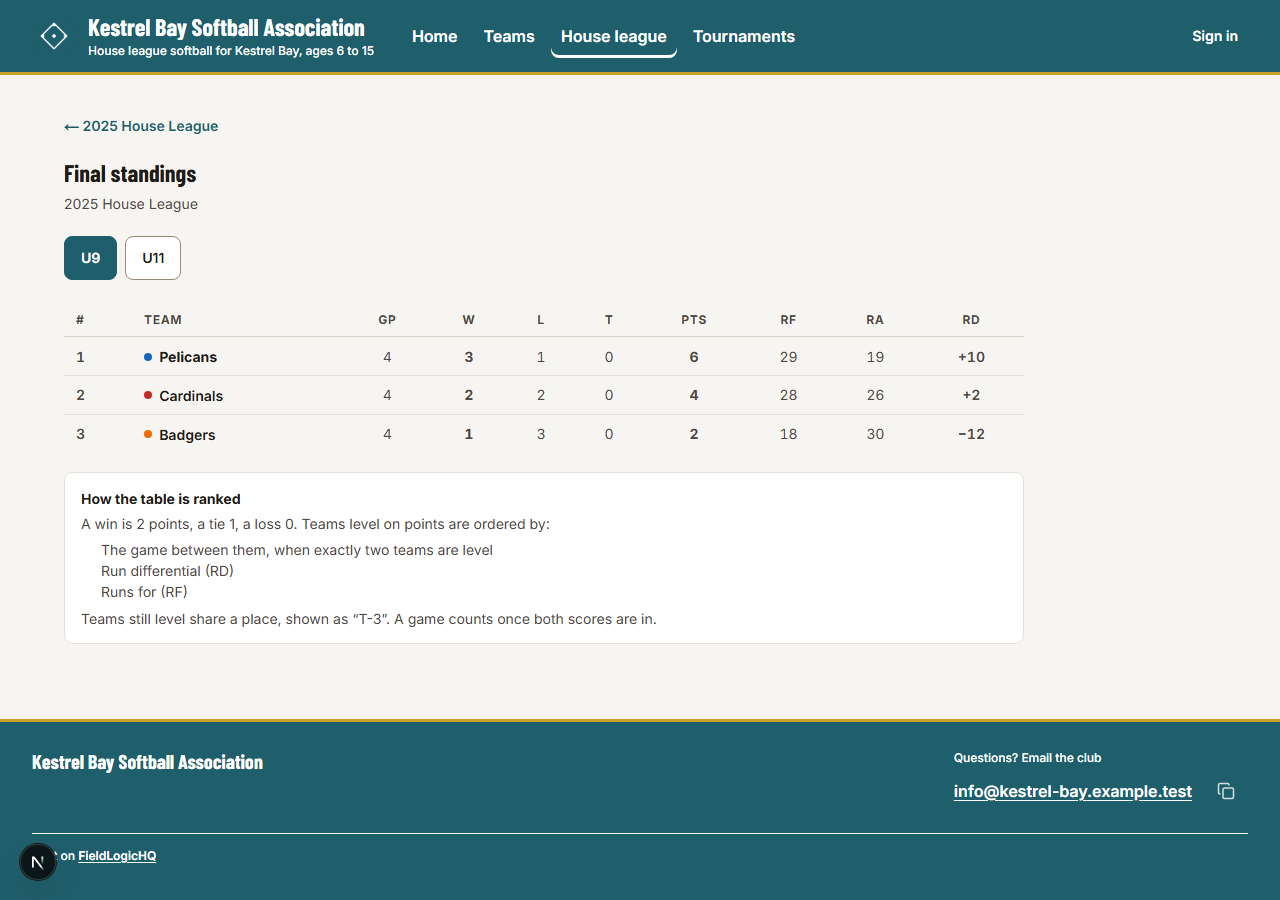 Kestrel Bay Softball Association
House league softball for Kestrel Bay, ages 6 to 15
Home Teams House league Tournaments Sign in
← 2025 House League
Final standings
2025 House League
U9 U11
# TEAM GP W L T PTS RF RA RD
1 Pelicans 4 3 1 0 6 29 19 +10
2 Cardinals 4 2 2 0 4 28 26 +2
3 Badgers 4 1 3 0 2 18 30 −12
How the table is ranked
A win is 2 points, a tie 1, a loss 0. Teams level on points are ordered by:
The game between them, when exactly two teams are level
Run differential (RD)
Runs for (RF)
Teams still level share a place, shown as “T-3”. A game counts once both scores are in.
Kestrel Bay Softball Association
Questions? Email the club
info@kestrel-bay.example.test
N
on FieldLogicHQ